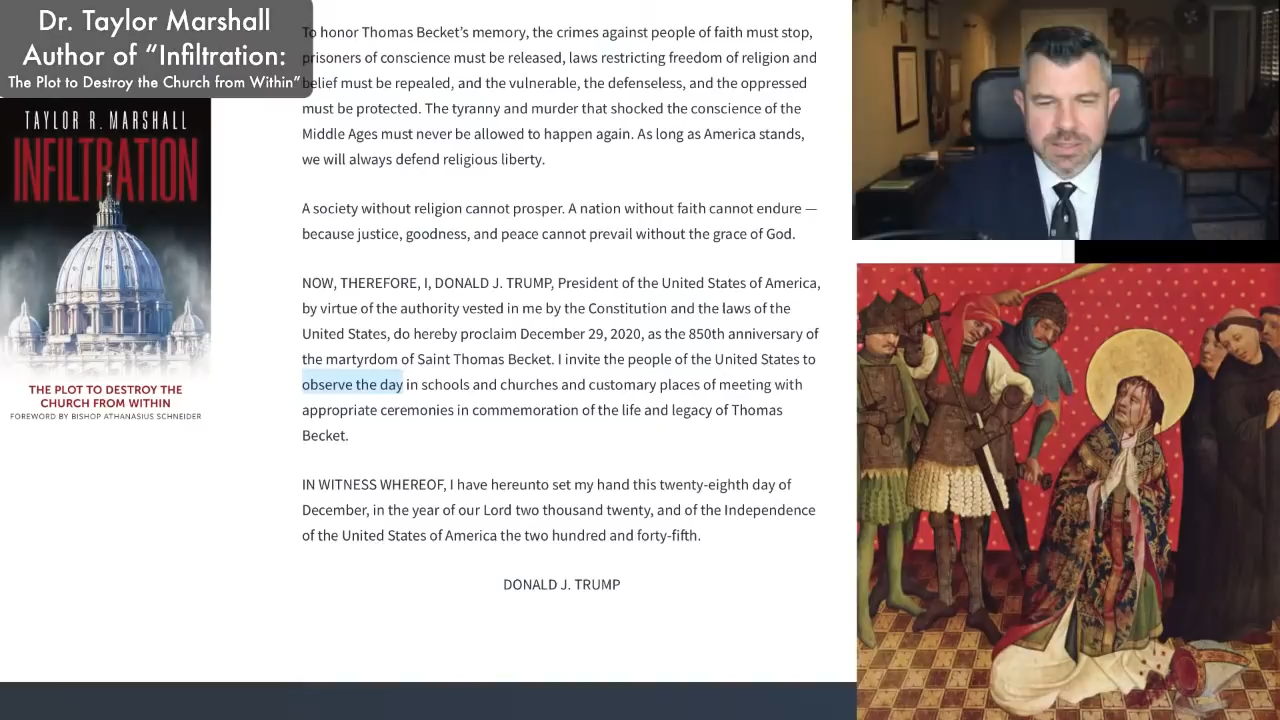 Dr. Taylor Marshall
Author of “Infiltration:
The Plot to Destroy the Church from Within”
TAYLOR R. MARSHALL
INFILTRATION
THE PLOT TO DESTROY THE
CHURCH FROM WITHIN
FOREWORD BY BISHOP ATHANASIUS SCHNEIDER
To honor Thomas Becket’s memory, the crimes against people of faith must stop,
prisoners of conscience must be released, laws restricting freedom of religion and
belief must be repealed, and the vulnerable, the defenseless, and the oppressed
must be protected. The tyranny and murder that shocked the conscience of the
Middle Ages must never be allowed to happen again. As long as America stands,
we will always defend religious liberty.
A society without religion cannot prosper. A nation without faith cannot endure —
because justice, goodness, and peace cannot prevail without the grace of God.
NOW, THEREFORE, I, DONALD J. TRUMP, President of the United States of America,
by virtue of the authority vested in me by the Constitution and the laws of the
United States, do hereby proclaim December 29, 2020, as the 850th anniversary of
the martyrdom of Saint Thomas Becket. I invite the people of the United States to
observe the day in schools and churches and customary places of meeting with
appropriate ceremonies in commemoration of the life and legacy of Thomas
Becket.
IN WITNESS WHEREOF, I have hereunto set my hand this twenty-eighth day of
December, in the year of our Lord two thousand twenty, and of the Independence
of the United States of America the two hundred and forty-fifth.
DONALD J. TRUMP